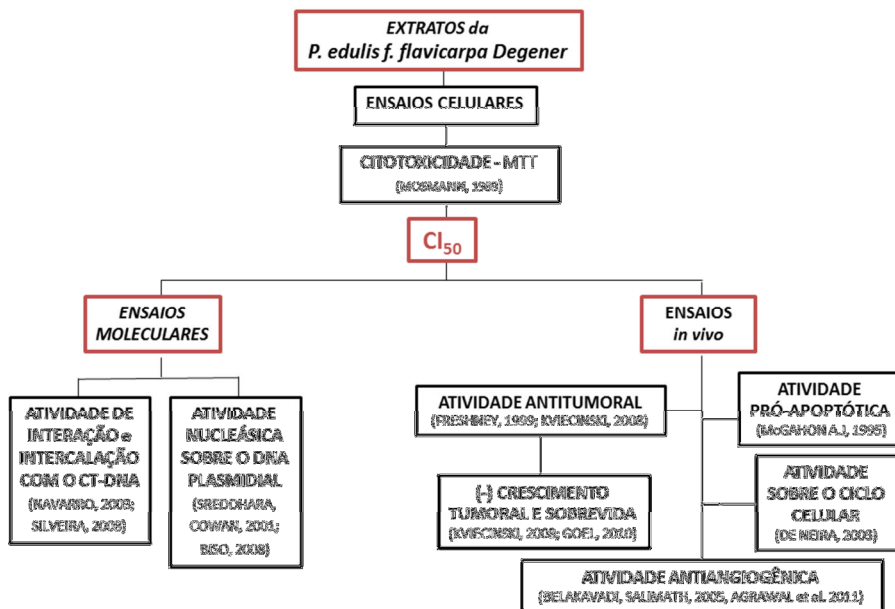 EXTRATOS da
P. edulis f. flavicarpa Degener
ENSAIOS CELULARES
CITOTOXICIDADE - MTT
(MOSMANN, 1983)
CI50
ENSAIOS
MOLECULARES
ENSAIOS
in vivo
ATIVIDADE DE
INTERAÇÃO e
INTERCALAÇÃO
COM O CT-DNA
(NAVARRO, 2003;
SILVEIRA, 2008)
ATIVIDADE
NUCLEÁSICA
SOBRE O DNA
PLASMIDIAL
(SREDDHARA,
COWAN, 2001;
BISO, 2008)
ATIVIDADE ANTITUMORAL
(FRESHNEY, 1999; KVIECINSKI, 2008)
(-) CRESCIMENTO
TUMORAL E SOBREVIDA
(KVIECINSKI, 2008; GOEL, 2010)
ATIVIDADE
PRÓ-APOPTÓTICA
(McGAHON A.J, 1995)
ATIVIDADE
SOBRE O CICLO
CELULAR
(DE NEIRA, 2003)
ATIVIDADE ANTIANGIOGÊNICA
(BELAKAVADI, SALIMATH, 2005, AGRAWAL et al. 2011)